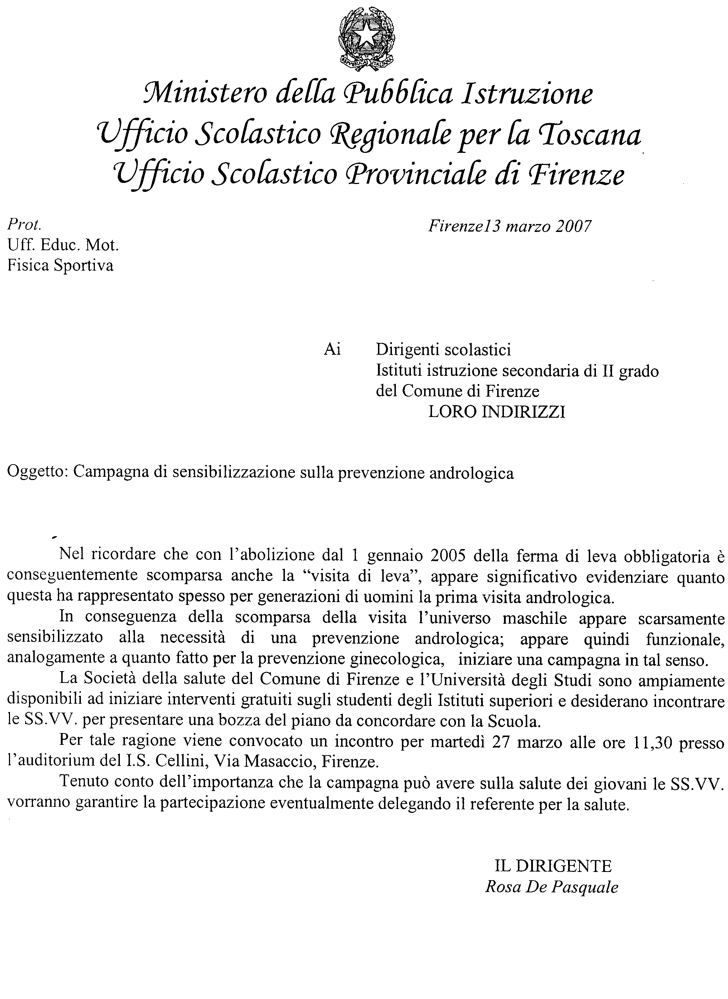 REPVBBLICA ITALIANA
Ministero della Pubblica Istruzione
Ufficio Scolastico Regionale per la Toscana
Ufficio Scolastico Provinciale di Firenze
Prot.
Firenze13 marzo 2007
Uff. Educ. Mot.
Fisica Sportiva
Ai Dirigenti scolastici
Istituti istruzione secondaria di II grado
del Comune di Firenze
LORO INDIRIZZI
Oggetto: Campagna di sensibilizzazione sulla prevenzione andrologica
Nel ricordare che con l'abolizione dal 1 gennaio 2005 della ferma di leva obbligatoria è
conseguentemente scomparsa anche la “visita di leva”, appare significativo evidenziare quanto
questa ha rappresentato spesso per generazioni di uomini la prima visita andrologica.
In conseguenza della scomparsa della visita l'universo maschile appare scarsamente
sensibilizzato alla necessità di una prevenzione andrologica; appare quindi funzionale,
analogamente a quanto fatto per la prevenzione ginecologica, iniziare una campagna in tal senso.
La Società della salute del Comune di Firenze e l'Università degli Studi sono ampiamente
disponibili ad iniziare interventi gratuiti sugli studenti degli Istituti superiori e desiderano incontrare
le SS.VV. per presentare una bozza del piano da concordare con la Scuola.
Per tale ragione viene convocato un incontro per martedì 27 marzo alle ore 11,30 presso
l'auditorium del I.S. Cellini, Via Masaccio, Firenze.
Tenuto conto dell'importanza che la campagna può avere sulla salute dei giovani le SS.VV.
vorranno garantire la partecipazione eventualmente delegando il referente per la salute.
IL DIRIGENTE
Rosa De Pasquale